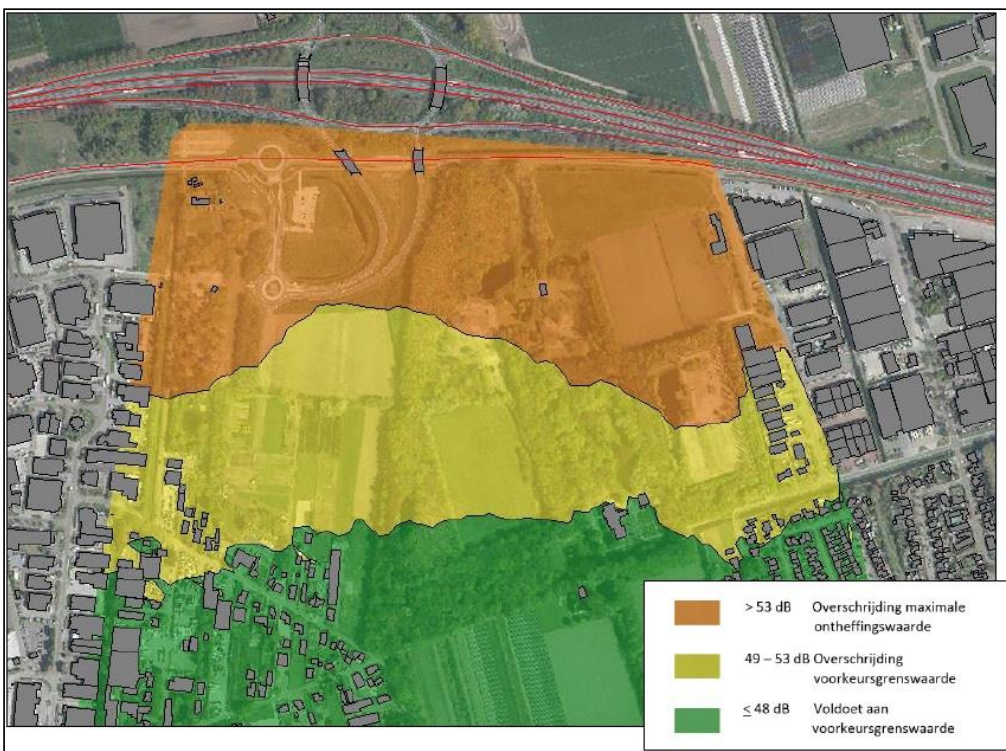 > 53 dB Overschrijding maximale
ontheffingswaarde
49 – 53 dB Overschrijding
voorkeursgrenswaarde
≤ 48 dB Voldoet aan
voorkeursgrenswaarde